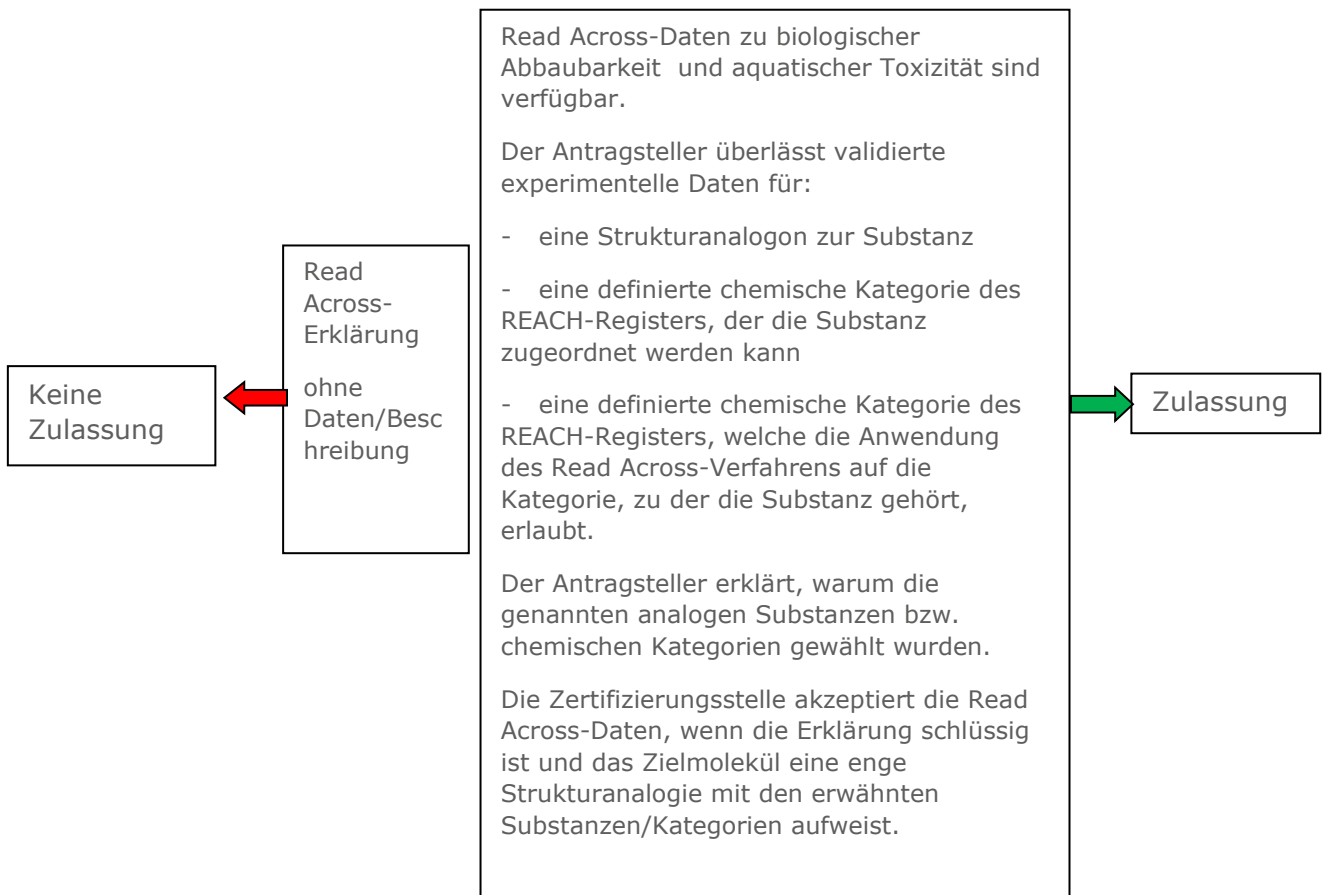 Keine
Zulassung
Read
Across-
Erklärung
ohne
Daten/Besc
hreibung
Read Across-Daten zu biologischer
Abbaubarkeit und aquatischer Toxizität sind
verfügbar.
Der Antragsteller überlässt validierte
experimentelle Daten für:
- eine Strukturanalogon zur Substanz
- eine definierte chemische Kategorie des
REACH-Registers, der die Substanz
zugeordnet werden kann
- eine definierte chemische Kategorie des
REACH-Registers, welche die Anwendung
des Read Across-Verfahrens auf die
Kategorie, zu der die Substanz gehört,
erlaubt.
Der Antragsteller erklärt, warum die
genannten analogen Substanzen bzw.
chemischen Kategorien gewählt wurden.
Die Zertifizierungsstelle akzeptiert die Read
Across-Daten, wenn die Erklärung schlüssig
ist und das Zielmolekül eine enge
Strukturanalogie mit den erwähnten
Substanzen/Kategorien aufweist.
Zulassung